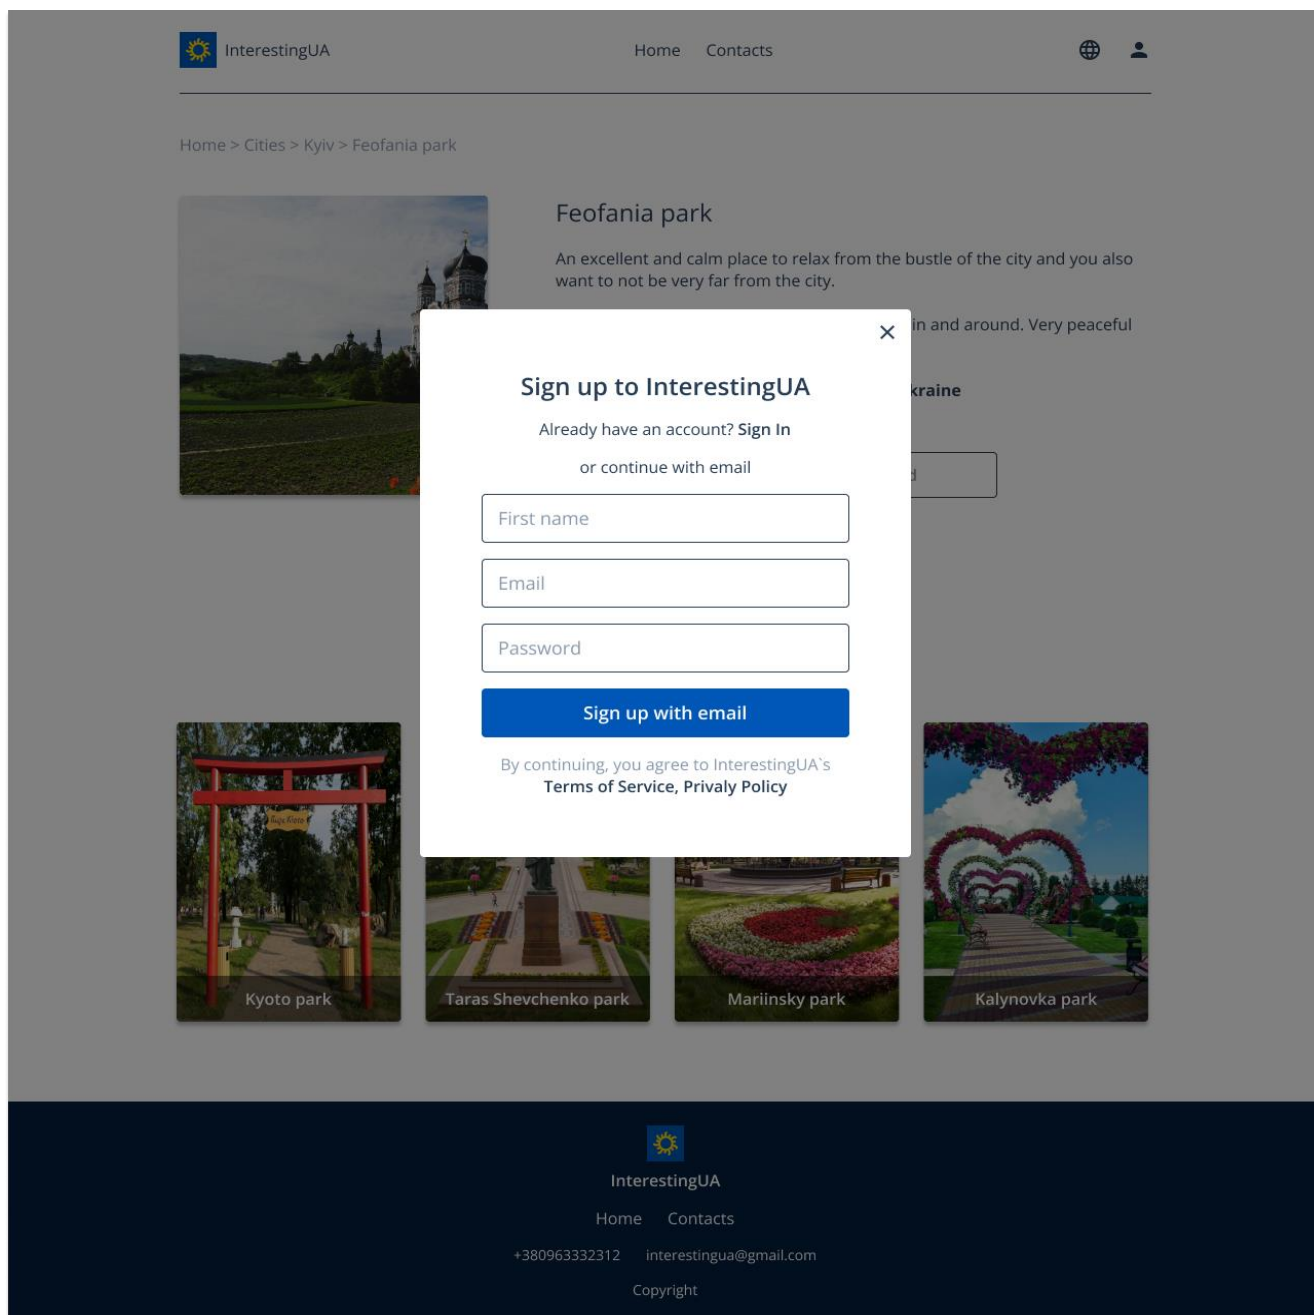 InterestingUA
Home Contacts
Home > Cities > Kyiv > Feofania park
Feofania park
An excellent and calm place to relax from the bustle of the city and you also
want to not be very far from the city.
in and around. Very peaceful
kraine
Sign up to InterestingUA
Already have an account? Sign In
or continue with email
First name
Email
Password
Sign up with email
By continuing, you agree to InterestingUA`s
Terms of Service, Privaly Policy
Kyoto park
Taras Shevchenko park
Mariinsky park
Kalynovka park
InterestingUA
Home Contacts
+380963332312 interestingua@gmail.com
Copyright